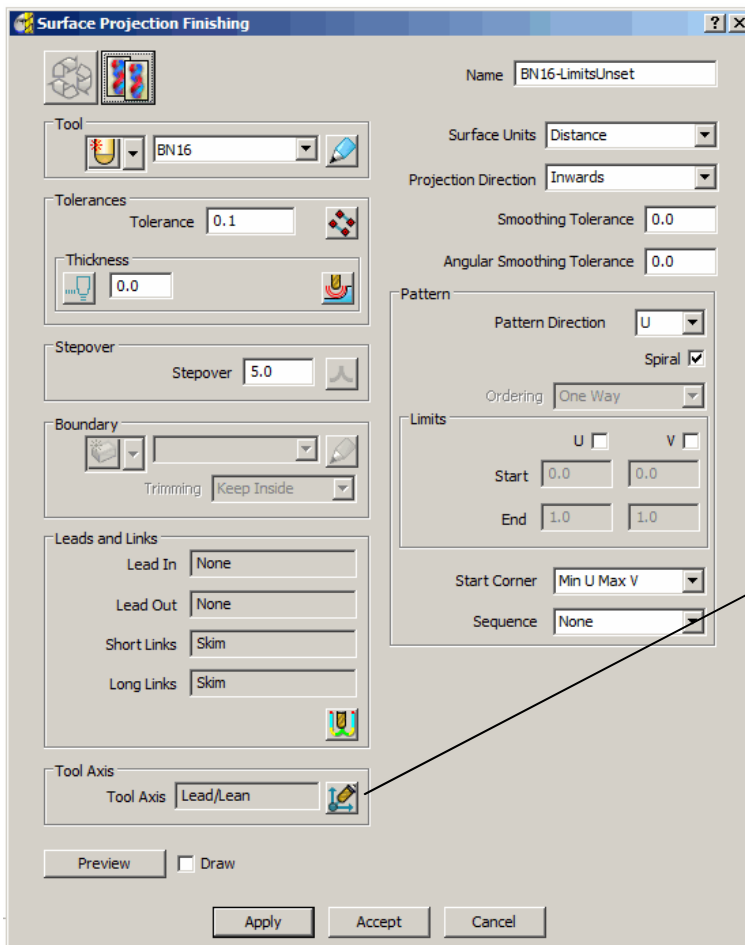 Surface Projection Finishing
Name BN16-LimitsUnset
Tool
BN16
Surface Units Distance
Projection Direction Inwards
Tolerances
Tolerance 0.1
Smoothing Tolerance 0.0
Angular Smoothing Tolerance 0.0
Thickness
0.0
Pattern
Pattern Direction U
Spiral
Ordering One Way
Stepover
Stepover 5.0
Limits
U V
Start 0.0 0.0
End 1.0 1.0
Boundary
Trimming Keep Inside
Start Corner Min U Max V
Sequence None
Leads and Links
Lead In None
Lead Out None
Short Links Skim
Long Links Skim
Tool Axis
Tool Axis Lead/Lean
Preview Draw
Apply Accept Cancel